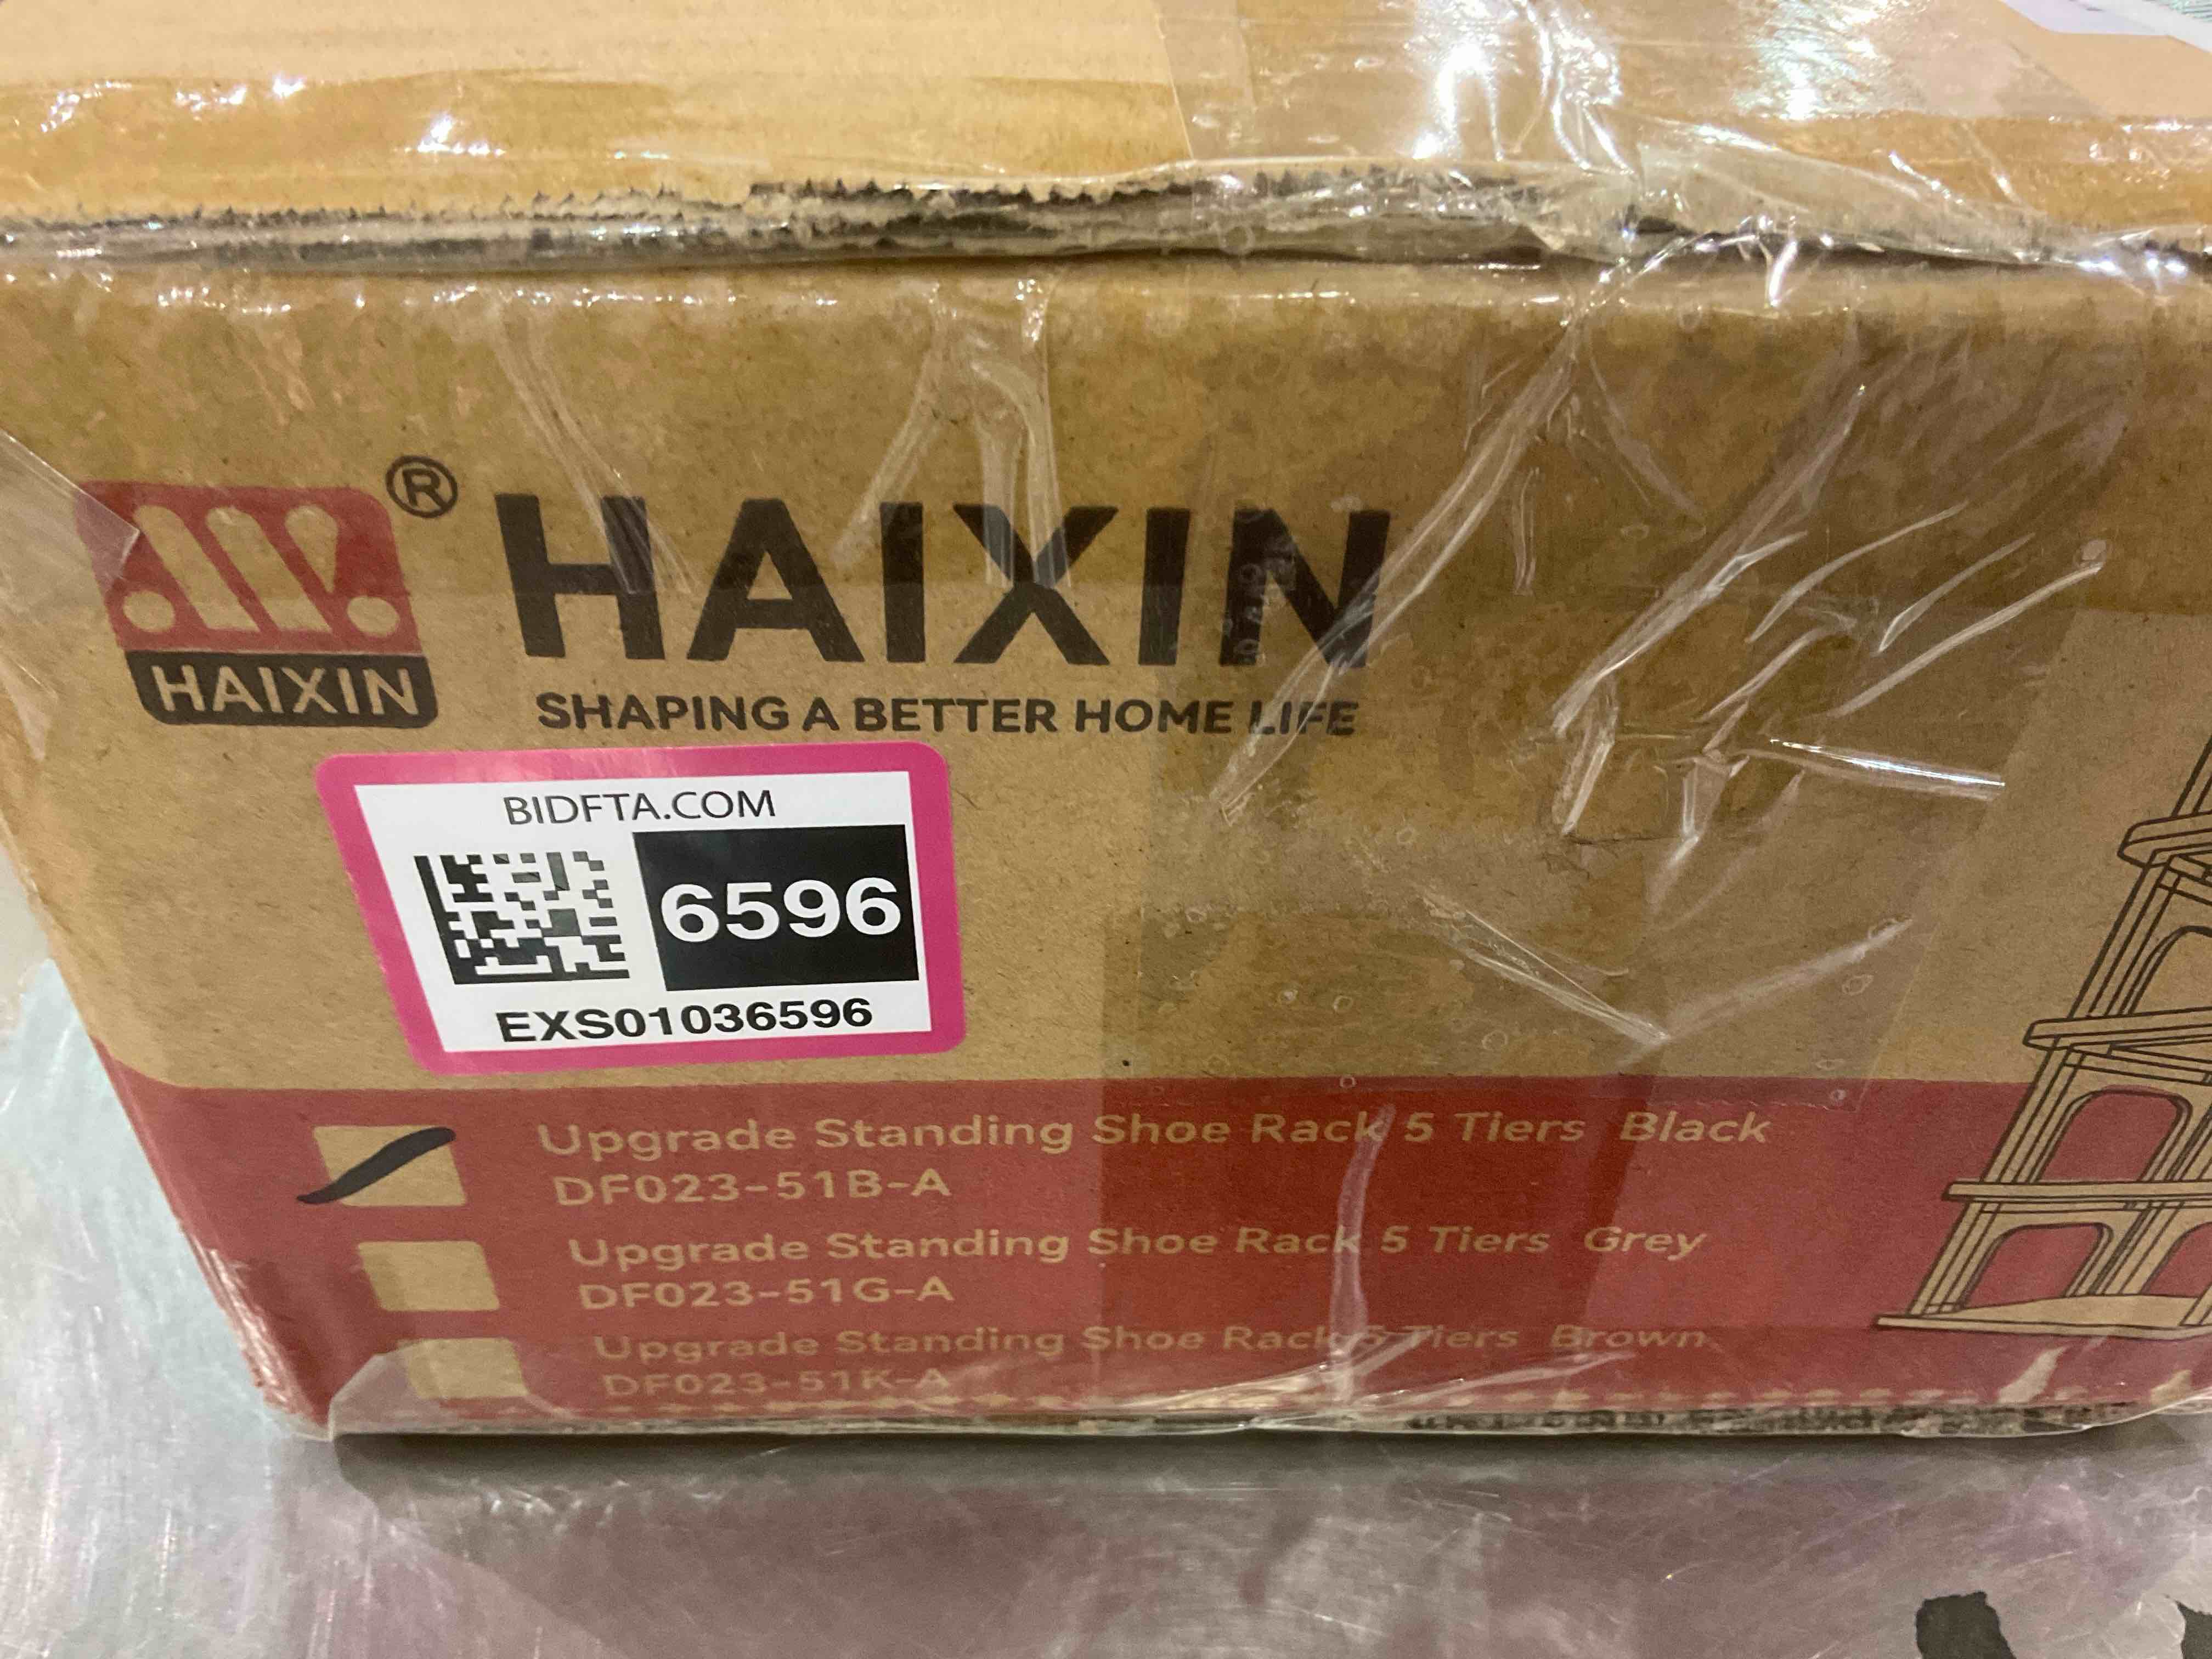 ®
HAIXIN
HAIXIN
SHAPING A BETTER HOME LIFE
BIDFTA.COM
6596
EXS01036596
Upgrade Standing Shoe Rack 5 Tiers Black
DF023-51B-A
Upgrade Standing Shoe Rack 5 Tiers Grey
DF023-51G-A
Upgrade Standing Shoe Rack 5 Tiers Brown
DF023-51K-A